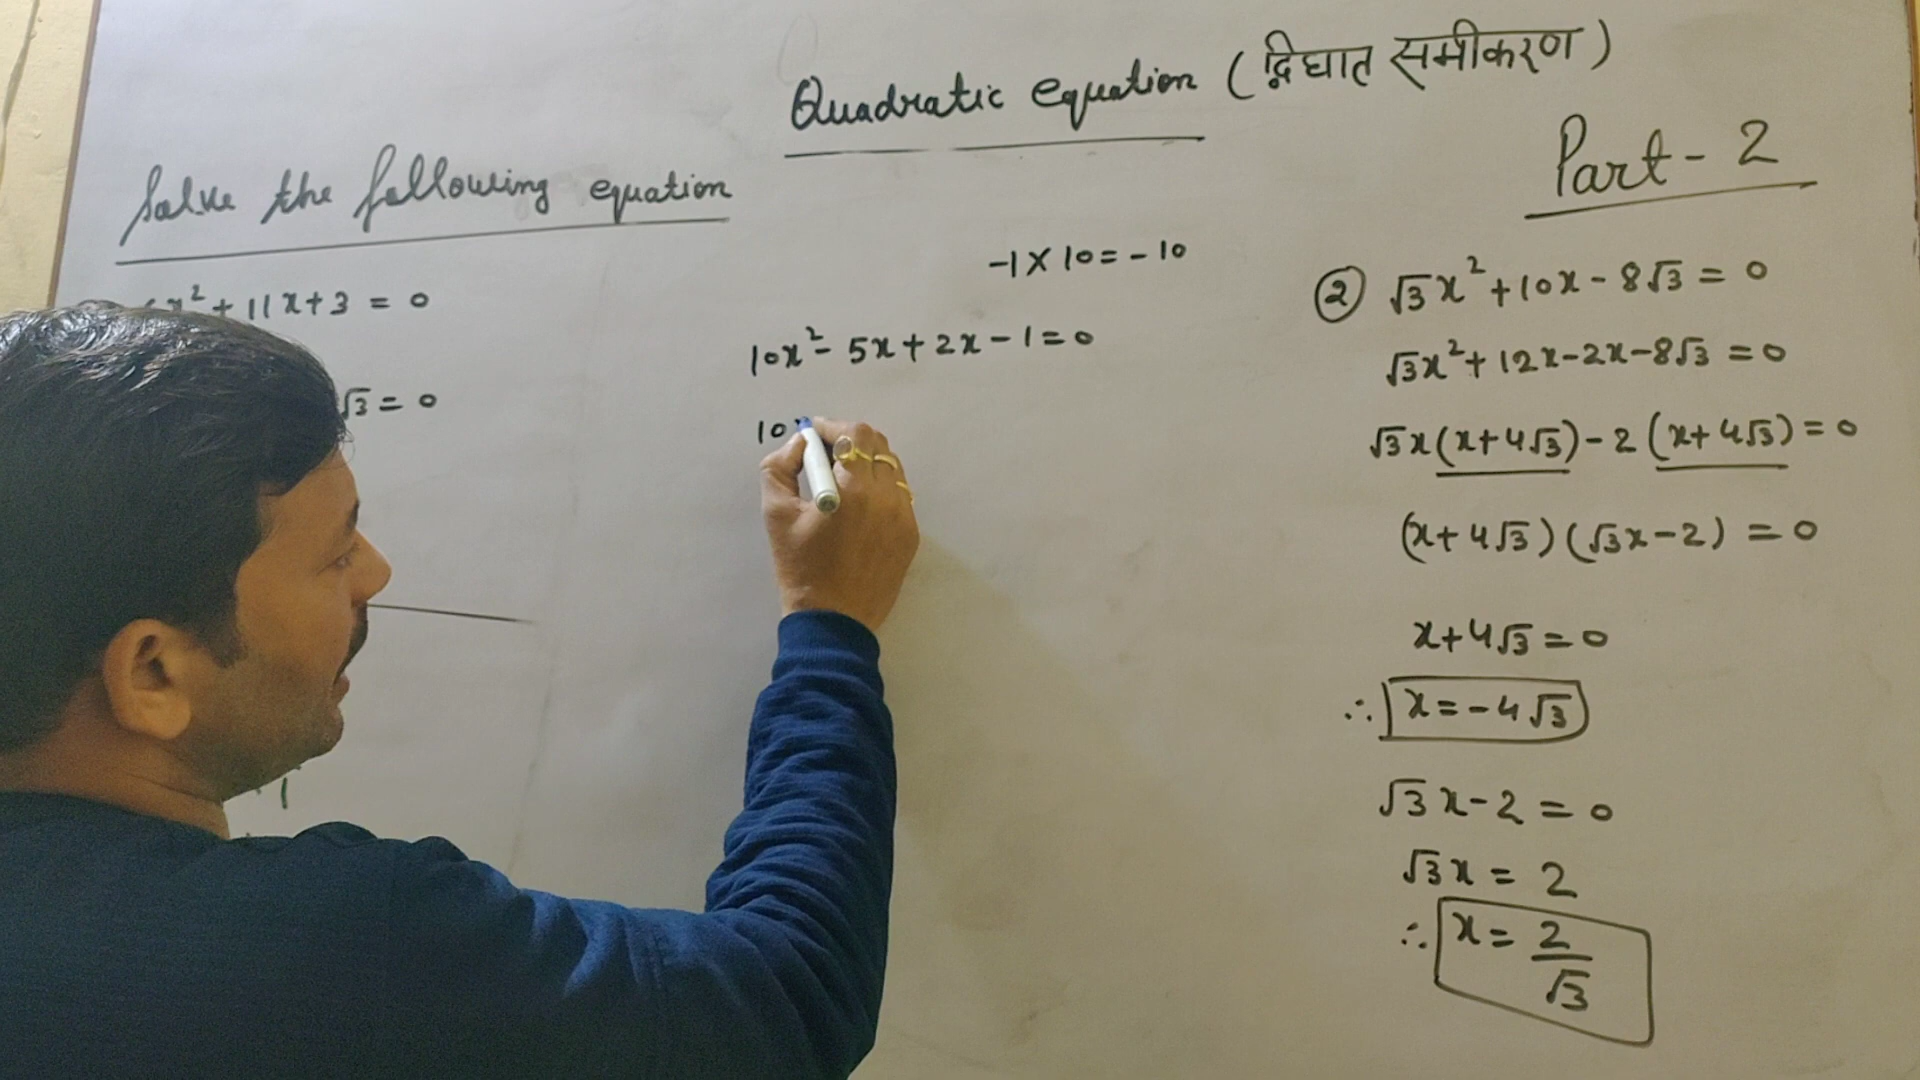 Quadratic equation (द्विघात समीकरण)
Part-2
Solve the following equation
x² + 11x + 3 = 0
√3 = 0
-1 × 10 = -10
10x² - 5x + 2x - 1 = 0
10x
② √3x² + 10x - 8√3 = 0
√3x² + 12x - 2x - 8√3 = 0
√3x(x + 4√3) - 2(x + 4√3) = 0
(x + 4√3)(√3x - 2) = 0
x + 4√3 = 0
∴ x = -4√3
√3x - 2 = 0
√3x = 2
∴ x = 2/√3